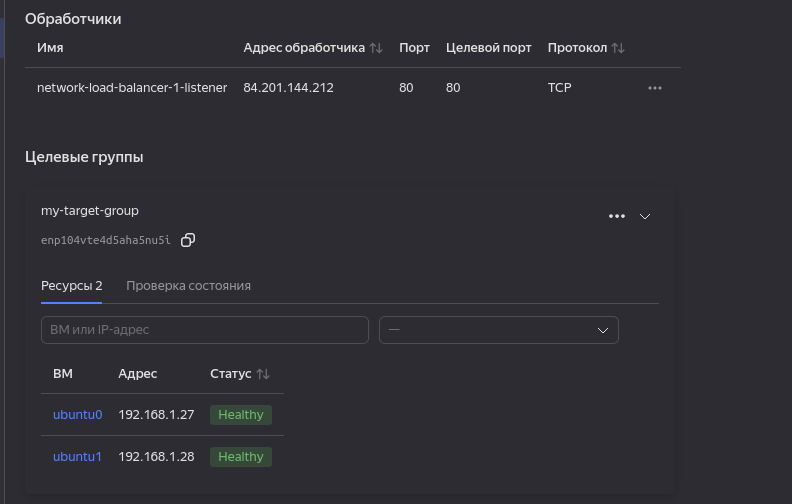 Обработчики
Имя Адрес обработчика Порт Целевой порт Протокол
network-load-balancer-1-listener 84.201.144.212 80 80 TCP
Целевые группы
my-target-group
enp104vte4d5aha5nu5i
Ресурсы 2 Проверка состояния
ВМ или IP-адрес —
ВМ Адрес Статус
ubuntu0 192.168.1.27 Healthy
ubuntu1 192.168.1.28 Healthy